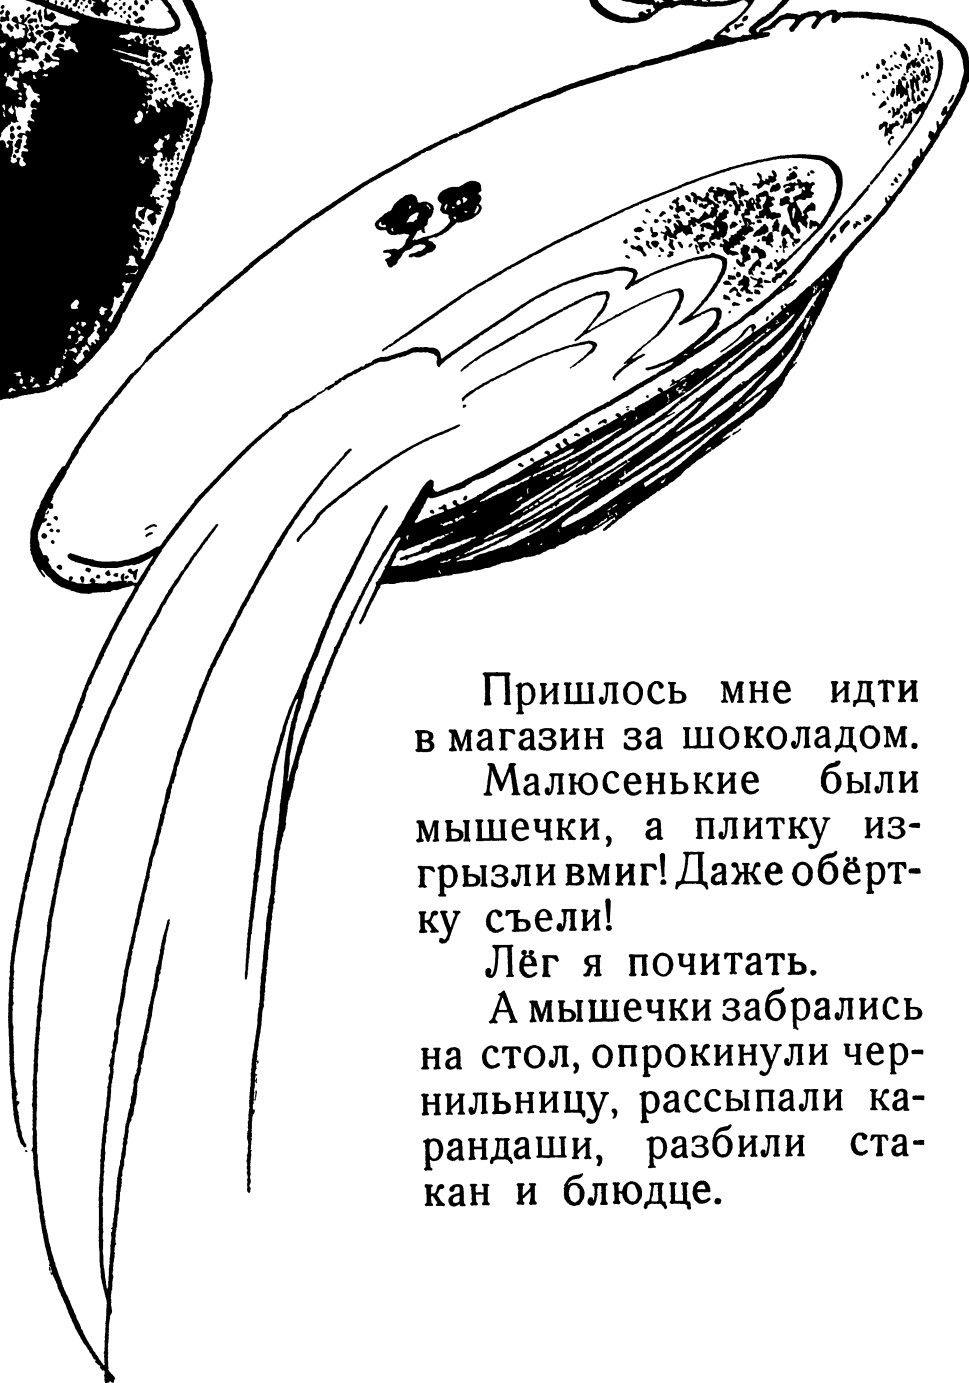 Пришлось мне идти
в магазин за шоколадом.
Малюсенькие были
мышечки, а плитку из-
грызли вмиг! Даже обёрт-
ку съели!
Лёг я почитать.
А мышечки забрались
на стол, опрокинули чер-
нильницу, рассыпали ка-
рандаши, разбили ста-
кан и блюдце.